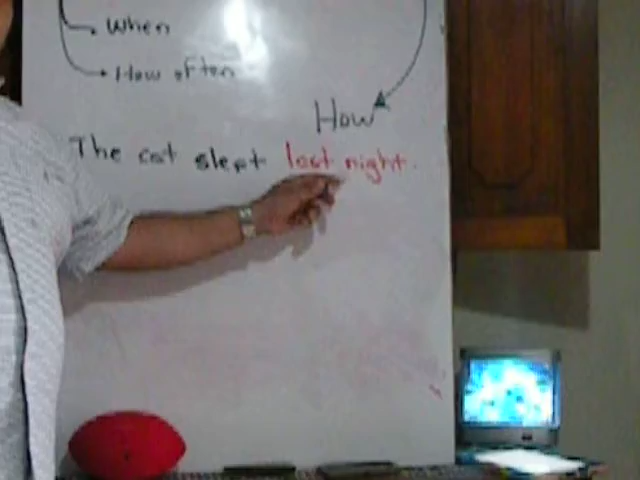 When
How often
How
The cat slept last night.